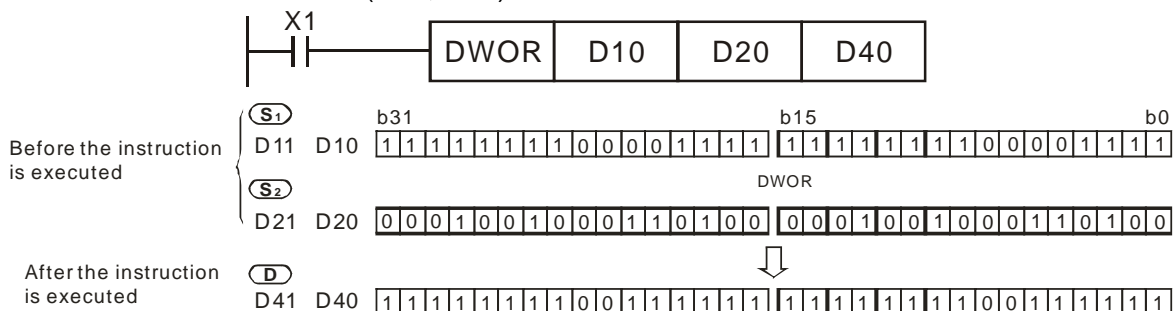 X1
DWOR D10 D20 D40
S1 b31 b15 b0
D11 D10 1 1 1 1 1 1 1 1 0 0 0 0 1 1 1 1 1 1 1 1 1 1 1 1 0 0 0 0 1 1 1 1
Before the instruction
is executed
DWOR
S2
D21 D20 0 0 0 1 0 0 1 0 0 0 1 1 0 1 0 0 0 0 0 1 0 0 1 0 0 0 1 1 0 1 0 0
After the instruction
is executed
D
D41 D40 1 1 1 1 1 1 1 1 0 0 1 1 1 1 1 1 1 1 1 1 1 1 1 1 0 0 1 1 1 1 1 1